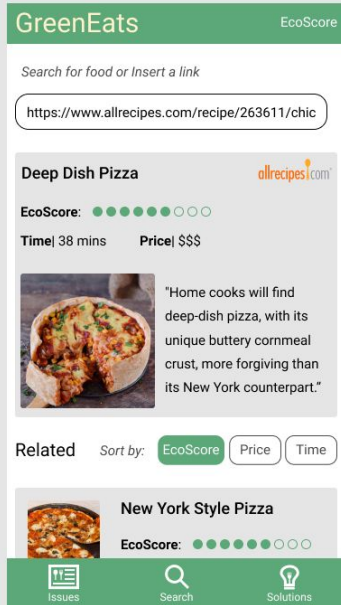 GreenEats EcoScore
Search for food or Insert a link
https://www.allrecipes.com/recipe/263611/chic
Deep Dish Pizza allrecipes.com
EcoScore:
Time| 38 mins Price| $$$
"Home cooks will find
deep-dish pizza, with its
unique buttery cornmeal
crust, more forgiving than
its New York counterpart.”
Related Sort by: EcoScore Price Time
New York Style Pizza
EcoScore:
Issues Search Solutions